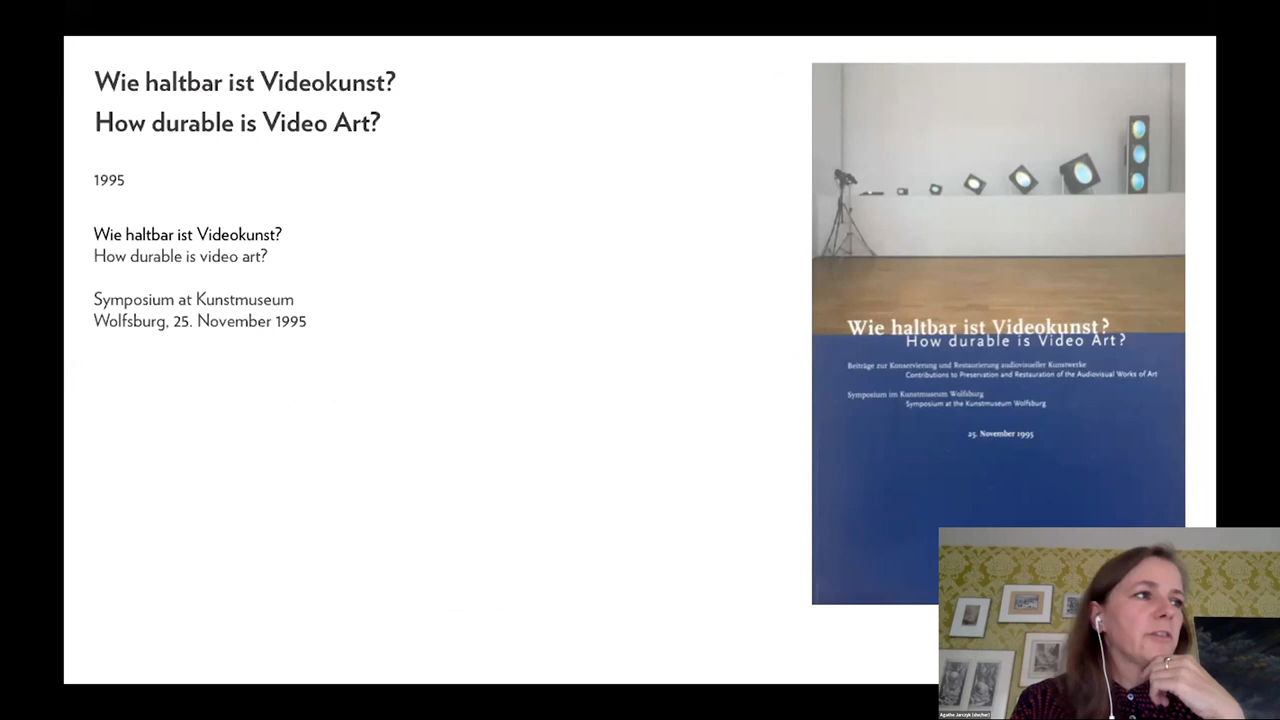 Wie haltbar ist Videokunst?
How durable is Video Art?
1995
Wie haltbar ist Videokunst?
How durable is video art?
Symposium at Kunstmuseum
Wolfsburg, 25. November 1995
Wie haltbar ist Videokunst?
How durable is Video Art?
Beiträge zur Konservierung und Restaurierung audiovisueller Kunstwerke
Contributions to Preservation and Restauration of the Audiovisual Works of Art
Symposium im Kunstmuseum Wolfsburg
Symposium at the Kunstmuseum Wolfsburg
25. November 1995
Agathe Jarczyk